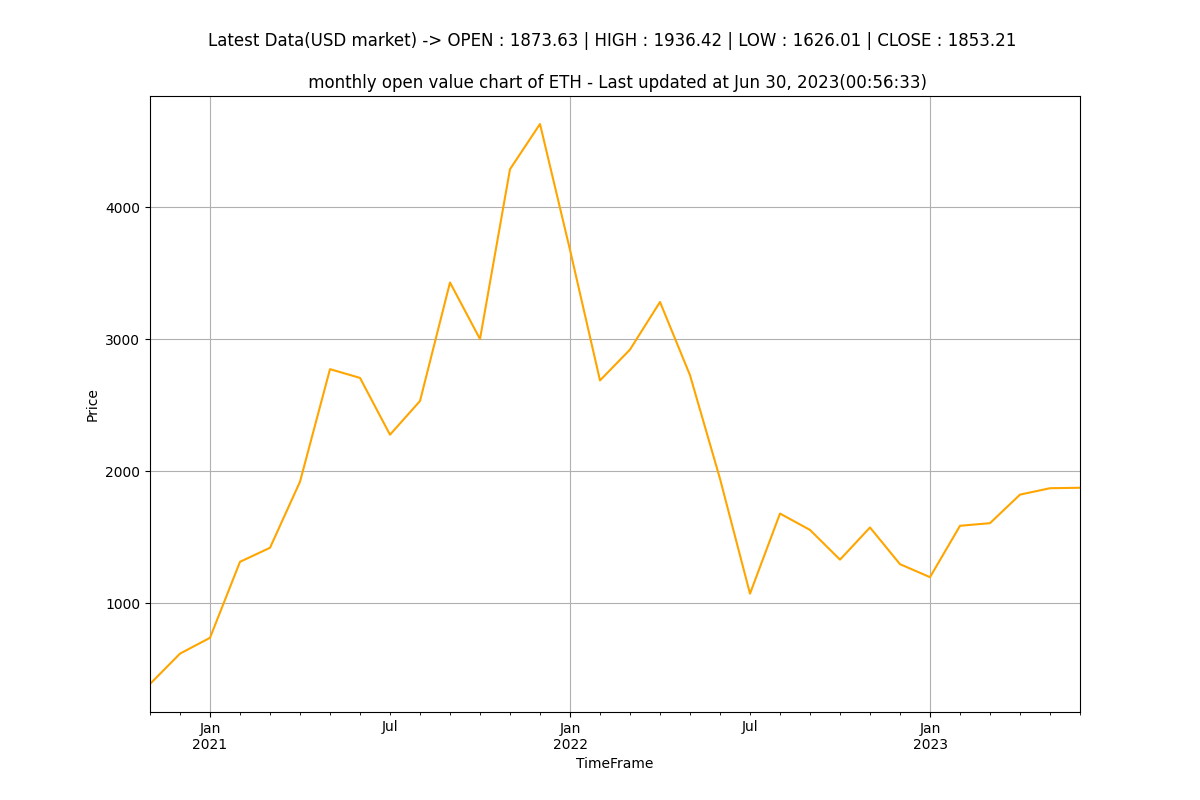 Latest Data(USD market) -> OPEN : 1873.63 | HIGH : 1936.42 | LOW : 1626.01 | CLOSE : 1853.21
monthly open value chart of ETH - Last updated at Jun 30, 2023(00:56:33)
4000
3000
2000
1000
Price
Jan
2021
Jul
Jan
2022
Jul
Jan
2023
TimeFrame